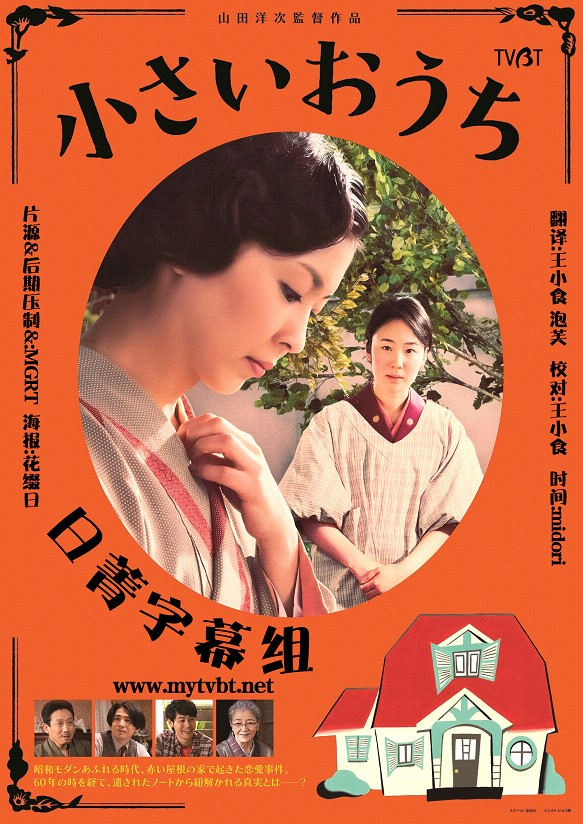 山田洋次監督作品
TVBT
小さいおうち
片源&后期压制&:MGRT 海报:花缀日
翻译:王小食 泡芙 校对:王小食 时间:midori
日菁字幕组
www.mytvbt.net
昭和モダンあふれる時代、赤い屋根の家で起きた恋愛事件。
60年の時を経て、遺されたノートから紐解かれる真実とは——?